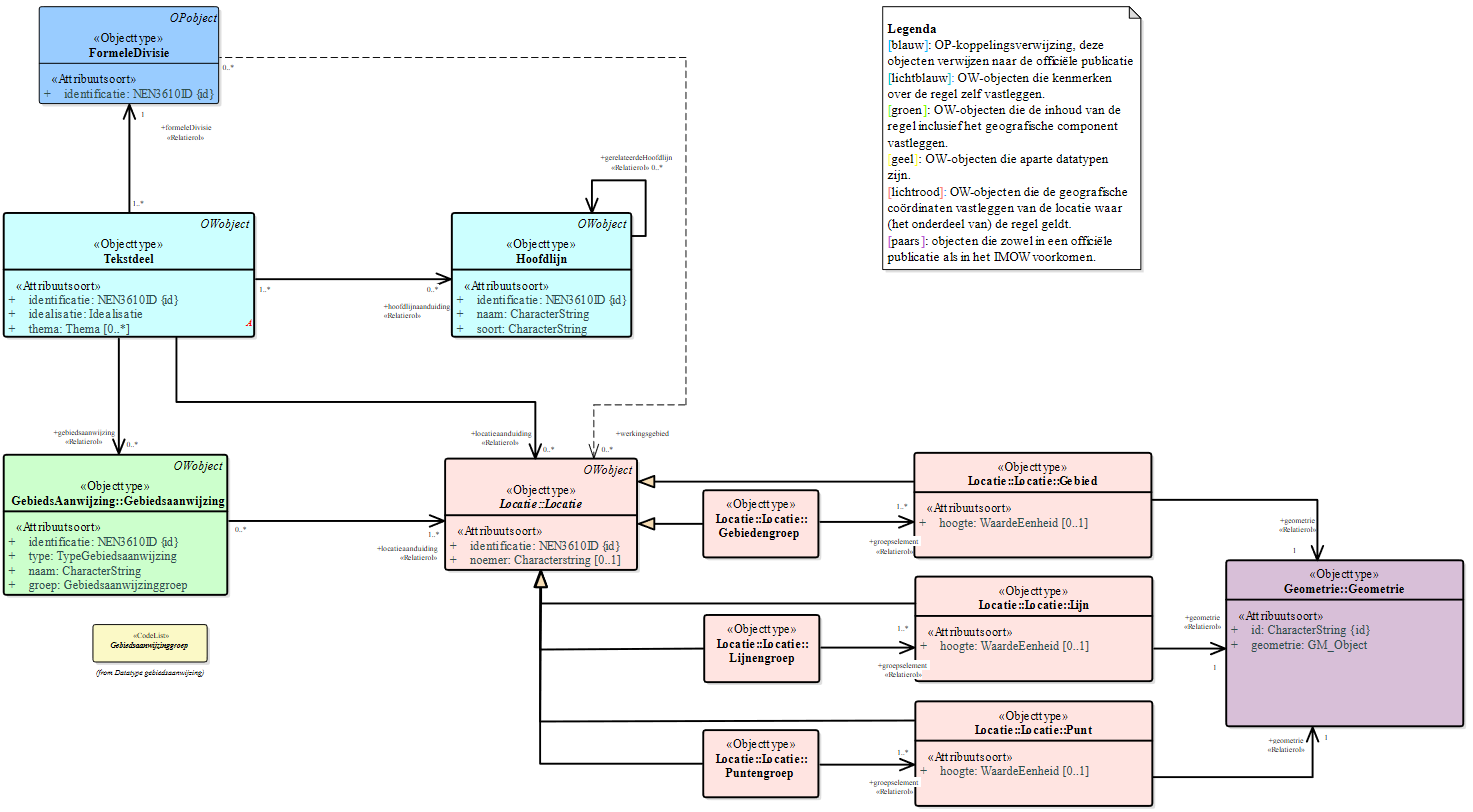 OPobject
«Objecttype»
FormeleDivisie
«Attribuutsoort»
+ identificatie: NEN3610ID {id}
0..*
1
+formeleDivisie
«Relatierol»
1..*
OWobject
«Objecttype»
Tekstdeel
«Attribuutsoort»
+ identificatie: NEN3610ID {id}
+ idealisatie: Idealisatie
+ thema: Thema [0..*]
A
1..*
0..*
+hoofdlijnaanduiding
«Relatierol»
+gerelateerdeHoofdlijn
«Relatierol» 0..*
OWobject
«Objecttype»
Hoofdlijn
«Attribuutsoort»
+ identificatie: NEN3610ID {id}
+ naam: CharacterString
+ soort: CharacterString
Legenda
[blauw]: OP-koppelingsverwijzing, deze
objecten verwijzen naar de officiële publicatie
[lichtblauw]: OW-objecten die kenmerken
over de regel zelf vastleggen.
[groen]: OW-objecten die de inhoud van de
regel inclusief het geografische component
vastleggen.
[geel]: OW-objecten die aparte datatypen
zijn.
[lichtrood]: OW-objecten die de geografische
coördinaten vastleggen van de locatie waar
(het onderdeel van) de regel geldt.
[paars]: objecten die zowel in een officiële
publicatie als in het IMOW voorkomen.
+gebiedsaanwijzing
«Relatierol»
0..*
+locatieaanduiding
«Relatierol»
0..*
+werkingsgebied
0..*
OWobject
«Objecttype»
GebiedsAanwijzing::Gebiedsaanwijzing
«Attribuutsoort»
+ identificatie: NEN3610ID {id}
+ type: TypeGebiedsaanwijzing
+ naam: CharacterString
+ groep: Gebiedsaanwijzinggroep
0..*
1..*
+locatieaanduiding
«Relatierol»
OWobject
«Objecttype»
Locatie::Locatie
«Attribuutsoort»
+ identificatie: NEN3610ID {id}
+ noemer: Characterstring [0..1]
«Objecttype»
Locatie::Locatie::
Gebiedengroep
1..*
+groepselement
«Relatierol»
«Objecttype»
Locatie::Locatie::Gebied
«Attribuutsoort»
+ hoogte: WaardeEenheid [0..1]
+geometrie
«Relatierol»
1
«Objecttype»
Geometrie::Geometrie
«Attribuutsoort»
+ id: CharacterString {id}
+ geometrie: GM_Object
«Objecttype»
Locatie::Locatie::Lijn
«Attribuutsoort»
+ hoogte: WaardeEenheid [0..1]
+geometrie
«Relatierol»
1
«Objecttype»
Locatie::Locatie::
Lijnengroep
1..*
+groepselement
«Relatierol»
«CodeList»
Gebiedsaanwijzinggroep
(from Datatype gebiedsaanwijzing)
«Objecttype»
Locatie::Locatie::Punt
«Attribuutsoort»
+ hoogte: WaardeEenheid [0..1]
+geometrie
«Relatierol»
1
«Objecttype»
Locatie::Locatie::
Puntengroep
1..*
+groepselement
«Relatierol»